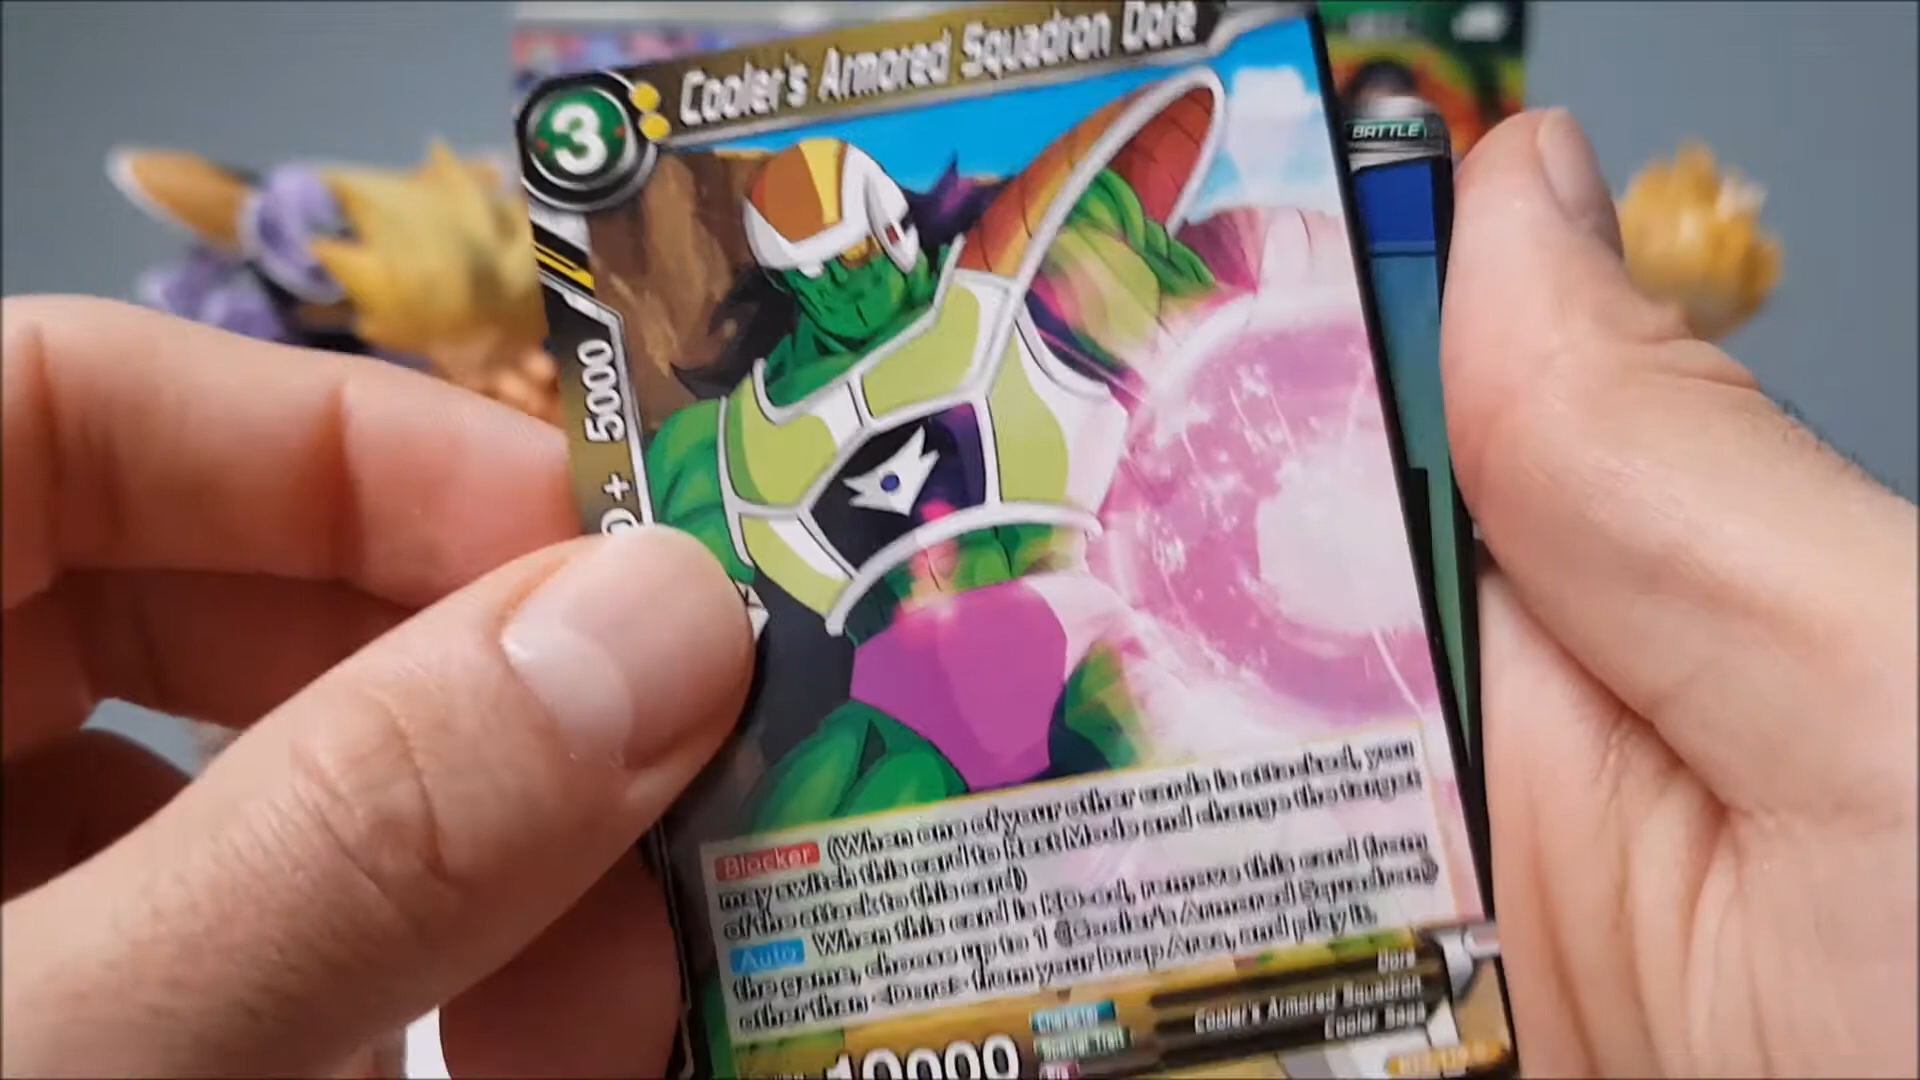 Cooler's Armored Squadron Dore
3
BATTLE
+ 5000
Blocker (When one of your other cards is attacked, you
may switch this card to Rest Mode and change the target
of the attack to this card)
Auto When this card is KO-ed, remove this card from
the game, choose up to 1 《Cooler's Armored Squadron》
other than <Dore> from your Drop Area, and play it.
Dore
Character
Cooler's Armored Squadron
Special Trait
Cooler Saga
Era
10000